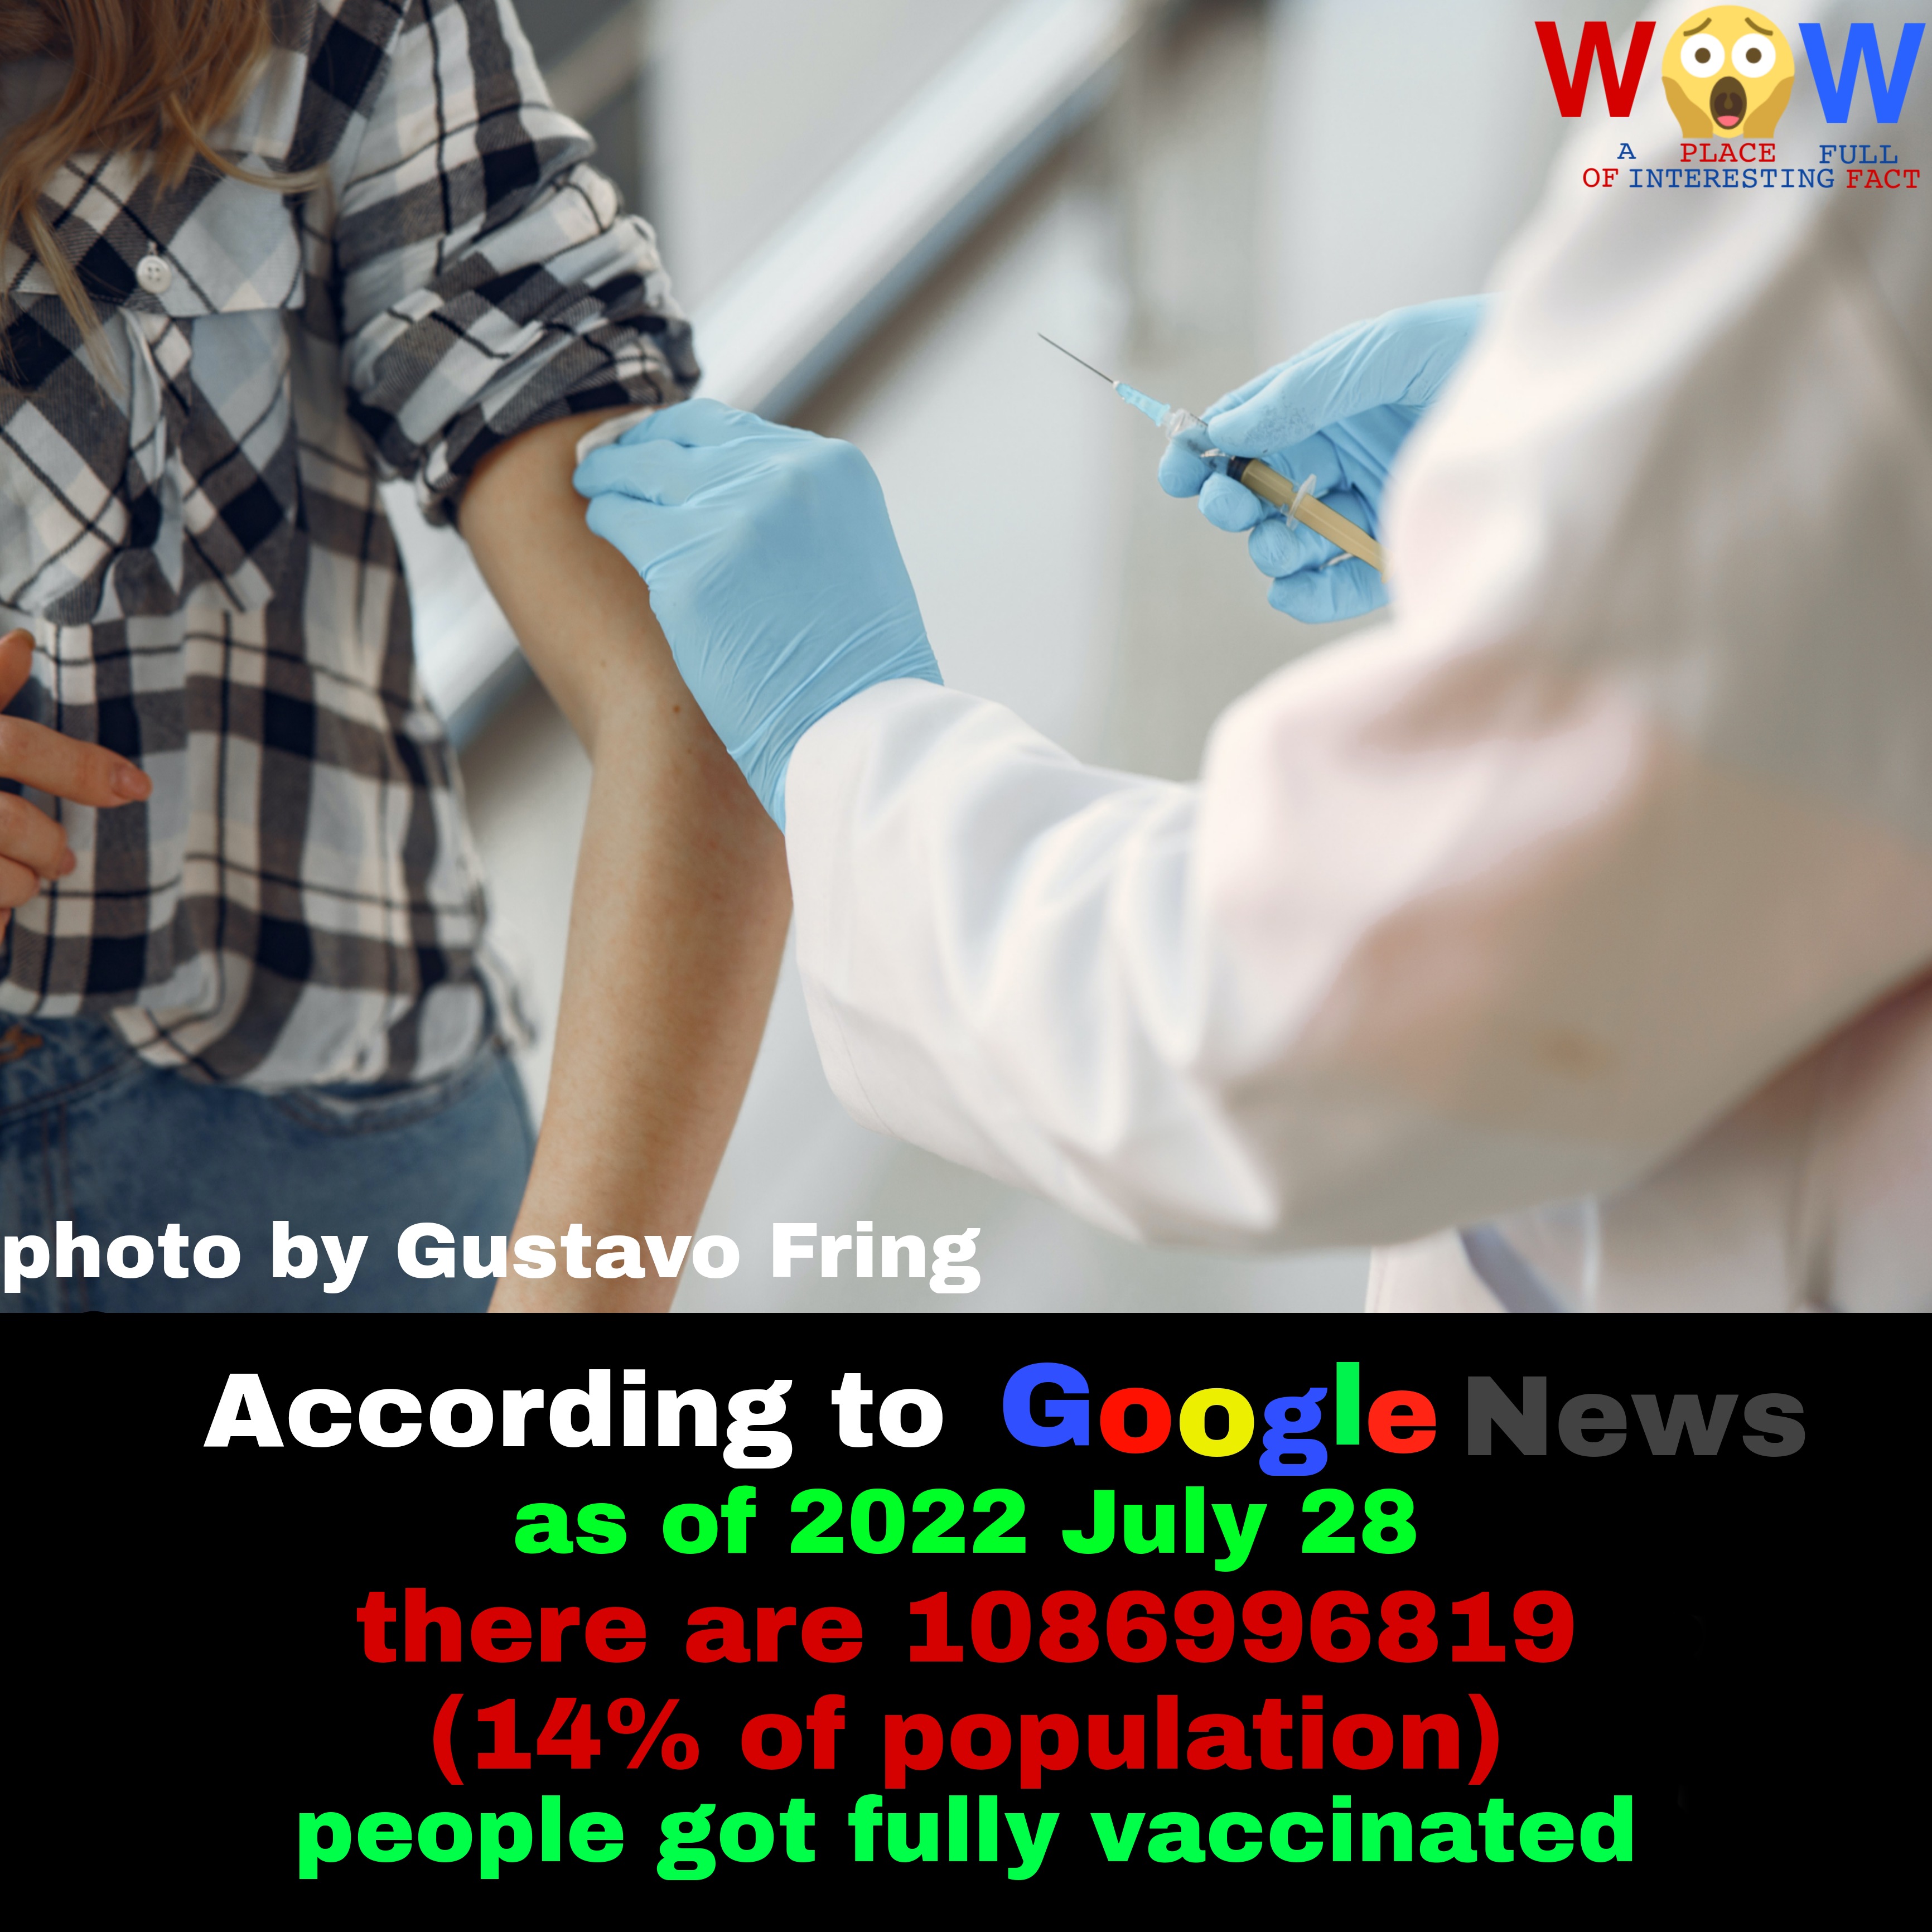 W😱W
A PLACE FULL
OF INTERESTING FACT
photo by Gustavo Fring
According to Google News
as of 2022 July 28
there are 1086996819
(14% of population)
people got fully vaccinated